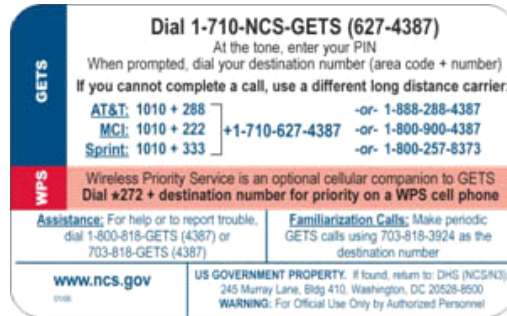 Dial 1-710-NCS-GETS (627-4387)
At the tone, enter your PIN
When prompted, dial your destination number (area code + number)
If you cannot complete a call, use a different long distance carrier:
GETS
AT&T: 1010 + 288 -or- 1-888-288-4387
MCI: 1010 + 222 +1-710-627-4387 -or- 1-800-900-4387
Sprint: 1010 + 333 -or- 1-800-257-8373
WPS
Wireless Priority Service is an optional cellular companion to GETS
Dial *272 + destination number for priority on a WPS cell phone
Assistance: For help or to report trouble,
dial 1-800-818-GETS (4387) or
703-818-GETS (4387)
Familiarization Calls: Make periodic
GETS calls using 703-818-3924 as the
destination number
www.ncs.gov
US GOVERNMENT PROPERTY. If found, return to: DHS (NCS/N3)
245 Murray Lane, Bldg 410, Washington, DC 20528-8500
WARNING: For Official Use Only by Authorized Personnel